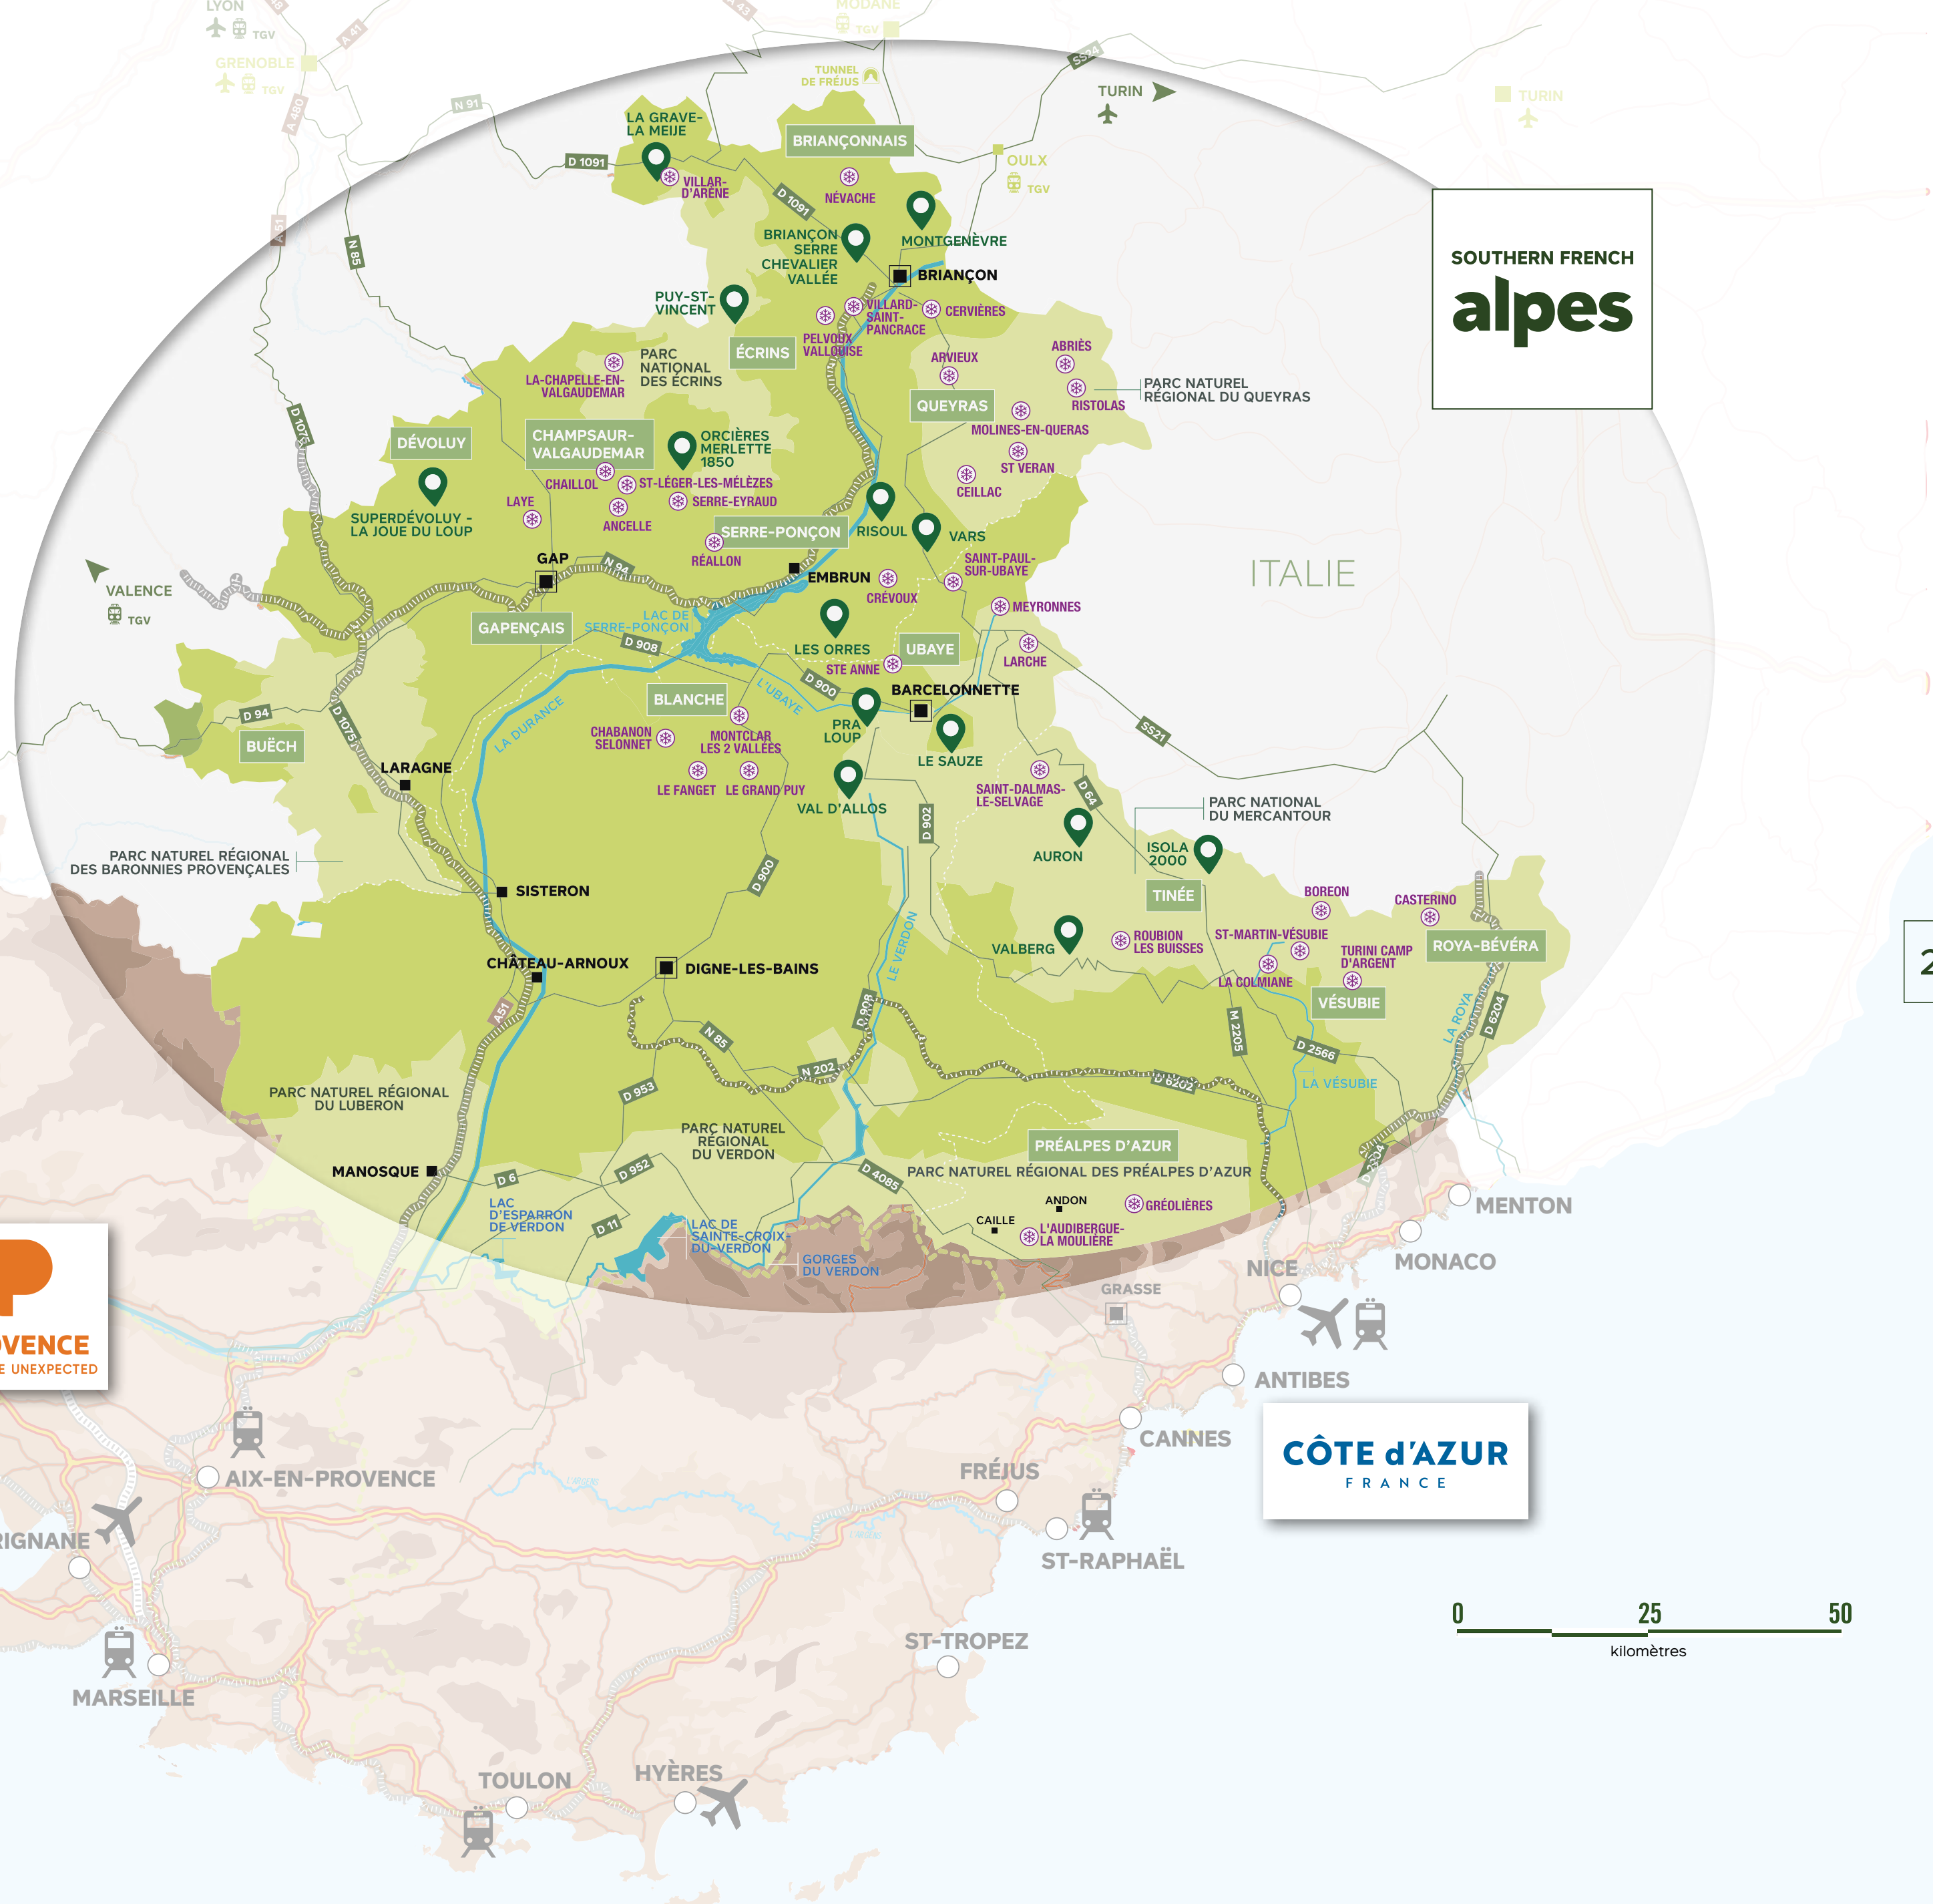 LYON
TGV
GRENOBLE
TGV
A 41
A 43
MODANE
TGV
A 480
N 91
TUNNEL
DE FRÉJUS
SS24
TURIN
TURIN
OULX
TGV
LA GRAVE-
LA MEIJE
D 1091
VILLAR-
D'ARÊNE
BRIANÇONNAIS
NÉVACHE
D 1091
MONTGENÈVRE
BRIANÇON
SERRE
CHEVALIER
VALLÉE
BRIANÇON
A 51
N 85
PUY-ST-
VINCENT
VILLARD-
SAINT-
PANCRACE
CERVIÈRES
PELVOUX
VALLOUISE
ÉCRINS
PARC
NATIONAL
DES ÉCRINS
LA-CHAPELLE-EN-
VALGAUDEMAR
ARVIEUX
ABRIÈS
RISTOLAS
PARC NATUREL
RÉGIONAL DU QUEYRAS
QUEYRAS
MOLINES-EN-QUERAS
ST VERAN
CEILLAC
SOUTHERN FRENCH
alpes
D 1075
DÉVOLUY
CHAMPSAUR-
VALGAUDEMAR
ORCIÈRES
MERLETTE
1850
CHAILLOL
ST-LÉGER-LES-MÉLÈZES
SERRE-EYRAUD
LAYE
ANCELLE
SUPERDÉVOLUY -
LA JOUE DU LOUP
SERRE-PONÇON
RÉALLON
RISOUL
VARS
GAP
N 94
EMBRUN
CRÉVOUX
SAINT-PAUL-
SUR-UBAYE
MEYRONNES
ITALIE
VALENCE
TGV
GAPENÇAIS
LAC DE
SERRE-PONÇON
D 908
LES ORRES
UBAYE
LARCHE
STE ANNE
D 900
L'UBAYE
BARCELONNETTE
BLANCHE
D 94
D 1075
BUËCH
LA DURANCE
CHABANON
SELONNET
MONTCLAR
LES 2 VALLÉES
PRA
LOUP
LE SAUZE
SS21
LARAGNE
LE FANGET
LE GRAND PUY
VAL D'ALLOS
SAINT-DALMAS-
LE-SELVAGE
D 64
D 902
PARC NATIONAL
DU MERCANTOUR
AURON
ISOLA
2000
PARC NATUREL RÉGIONAL
DES BARONNIES PROVENÇALES
SISTERON
D 900
TINÉE
BOREON
CASTERINO
LE VERDON
VALBERG
ROUBION
LES BUISSES
ST-MARTIN-VÉSUBIE
TURINI CAMP
D'ARGENT
ROYA-BÉVÉRA
LA COLMIANE
VÉSUBIE
CHÂTEAU-ARNOUX
DIGNE-LES-BAINS
2
A51
D 908
N 85
M 2205
D 2566
LA ROYA
D 6204
N 202
D 6202
LA VÉSUBIE
D 953
PARC NATUREL RÉGIONAL
DU LUBERON
PARC NATUREL
RÉGIONAL
DU VERDON
PRÉALPES D'AZUR
PARC NATUREL RÉGIONAL DES PRÉALPES D'AZUR
MANOSQUE
D 6
D 952
D 4085
D 2204
ANDON
GRÉOLIÈRES
CAILLE
L'AUDIBERGUE-
LA MOULIÈRE
LAC
D'ESPARRON
DE VERDON
D 11
LAC DE
SAINTE-CROIX-
DU-VERDON
GORGES
DU VERDON
MENTON
MONACO
NICE
GRASSE
ANTIBES
OVENCE
E UNEXPECTED
CANNES
CÔTE d'AZUR
FRANCE
AIX-EN-PROVENCE
FRÉJUS
RIGNANE
ST-RAPHAËL
MARSEILLE
ST-TROPEZ
0 25 50
kilomètres
TOULON
HYÈRES